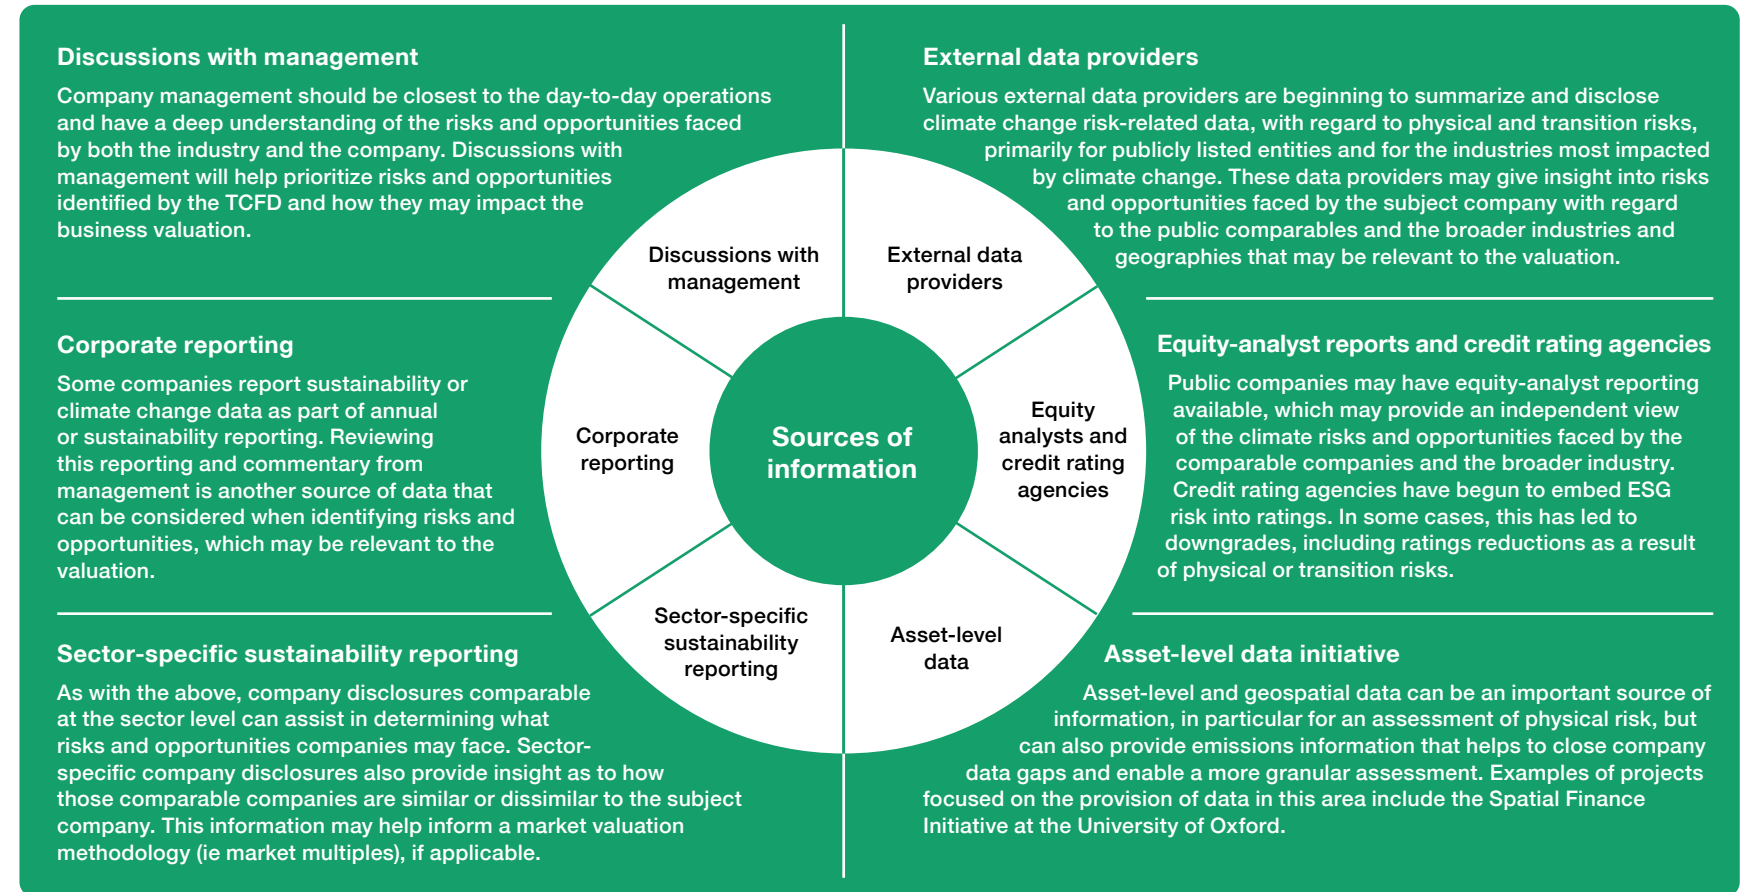 Discussions with management
Company management should be closest to the day-to-day operations
and have a deep understanding of the risks and opportunities faced
by both the industry and the company. Discussions with
management will help prioritize risks and opportunities
identified by the TCFD and how they may impact the
business valuation.
Corporate reporting
Some companies report sustainability or
climate change data as part of annual
or sustainability reporting. Reviewing
this reporting and commentary from
management is another source of data that
can be considered when identifying risks and
opportunities, which may be relevant to the
valuation.
Sector-specific sustainability reporting
As with the above, company disclosures comparable
at the sector level can assist in determining what
risks and opportunities companies may face. Sector-
specific company disclosures also provide insight as to how
those comparable companies are similar or dissimilar to the subject
company. This information may help inform a market valuation
methodology (ie market multiples), if applicable.
Discussions with
management
External data
providers
Corporate
reporting
Sources of
information
Equity
analysts and
credit rating
agencies
Sector-specific
sustainability
reporting
Asset-level
data
External data providers
Various external data providers are beginning to summarize and disclose
climate change risk-related data, with regard to physical and transition risks,
primarily for publicly listed entities and for the industries most impacted
by climate change. These data providers may give insight into risks
and opportunities faced by the subject company with regard
to the public comparables and the broader industries and
geographies that may be relevant to the valuation.
Equity-analyst reports and credit rating agencies
Public companies may have equity-analyst reporting
available, which may provide an independent view
of the climate risks and opportunities faced by the
comparable companies and the broader industry.
Credit rating agencies have begun to embed ESG
risk into ratings. In some cases, this has led to
downgrades, including ratings reductions as a result
of physical or transition risks.
Asset-level data initiative
Asset-level and geospatial data can be an important source of
information, in particular for an assessment of physical risk, but
can also provide emissions information that helps to close company
data gaps and enable a more granular assessment. Examples of projects
focused on the provision of data in this area include the Spatial Finance
Initiative at the University of Oxford.